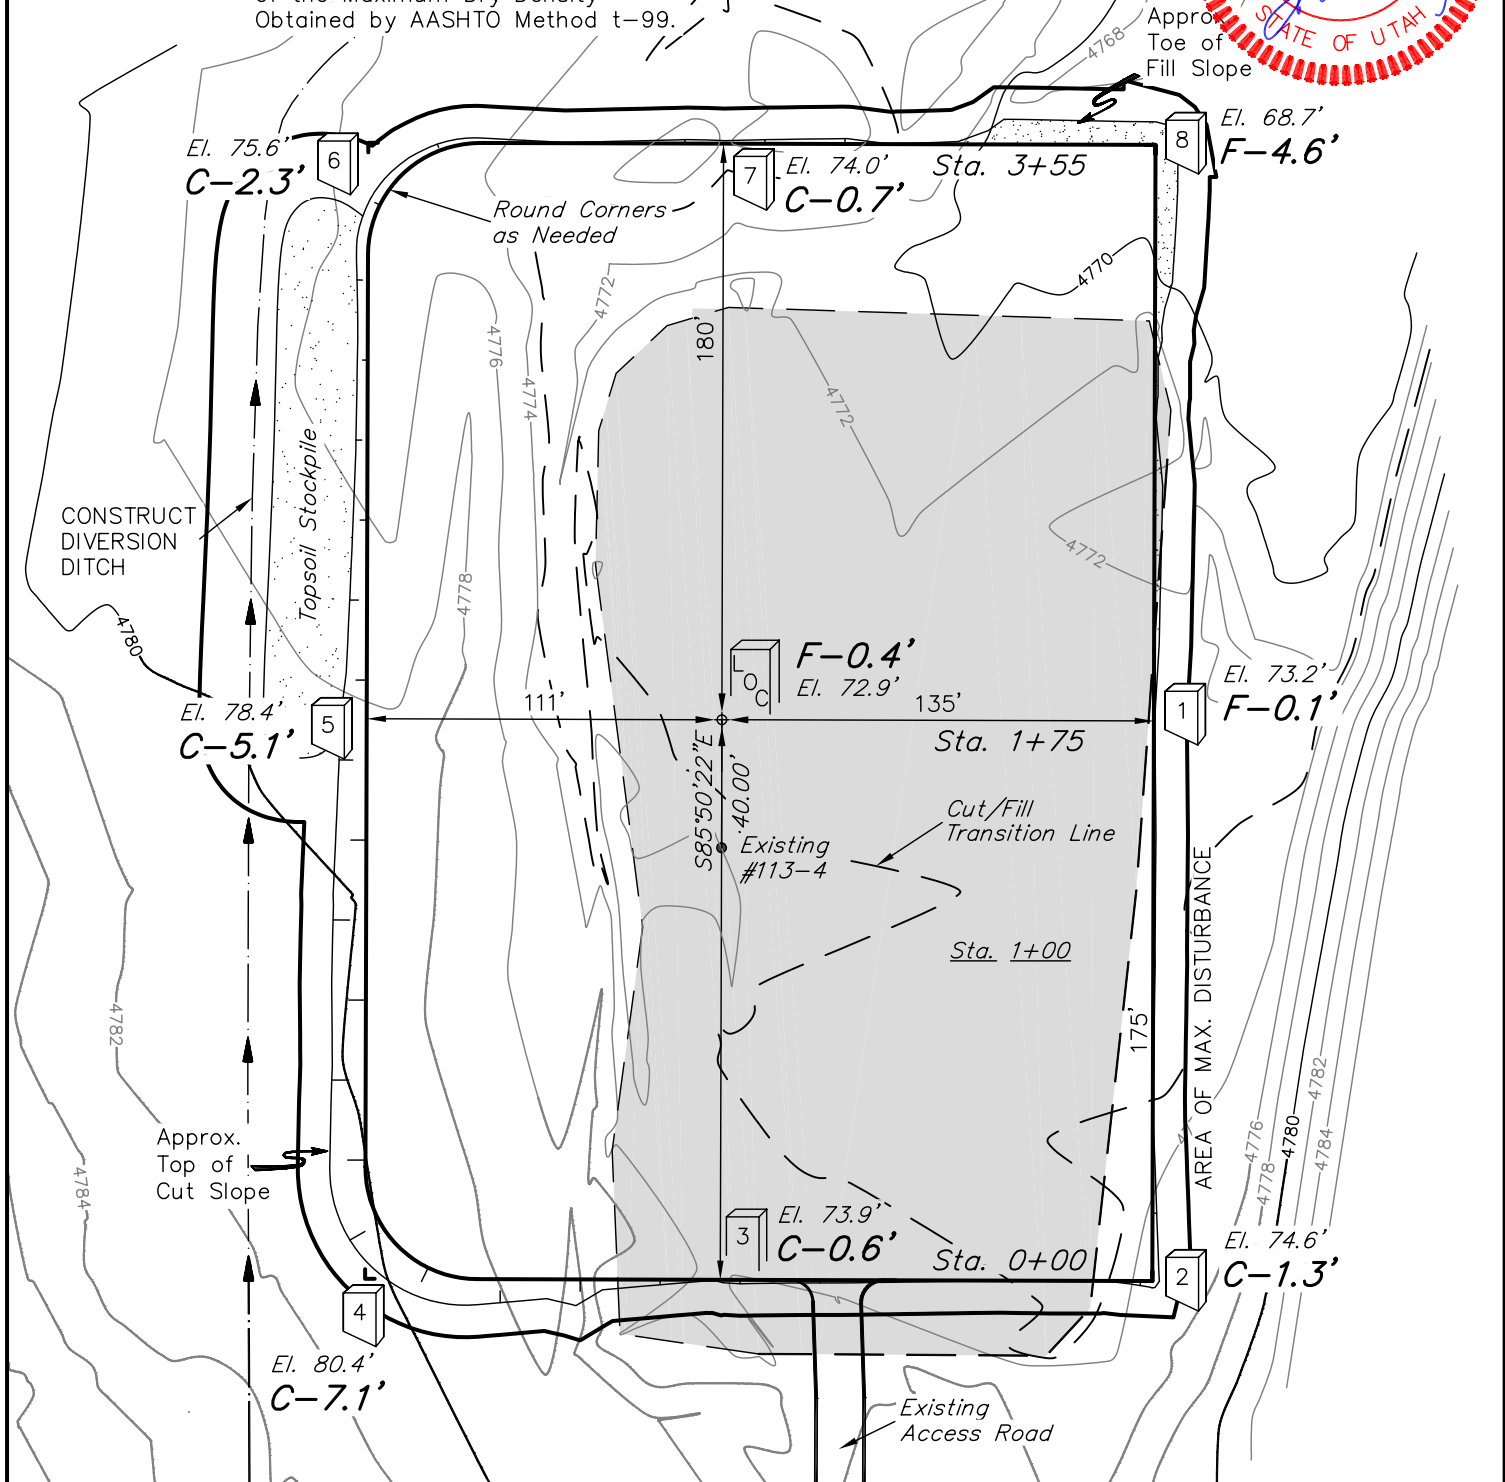 Obtained by AASHTO Method t-99.
Approx.
Toe of
Fill Slope
STATE OF UTAH
4768
El. 75.6'
C-2.3'
6
7
El. 74.0'
C-0.7'
Sta. 3+55
8
El. 68.7'
F-4.6'
Round Corners
as Needed
4770
4772
4776
4774
180'
4772
Topsoil Stockpile
CONSTRUCT
DIVERSION
DITCH
4772
4778
4780
LOC
F-0.4'
El. 72.9'
El. 73.2'
F-0.1'
1
El. 78.4'
C-5.1'
5
111'
135'
Sta. 1+75
S85°50'22"E
40.00'
Existing
#113-4
Cut/Fill
Transition Line
Sta. 1+00
AREA OF MAX. DISTURBANCE
175'
4782
4782
4776
4780
4784
4778
Approx.
Top of
Cut Slope
4784
3
El. 73.9'
C-0.6'
Sta. 0+00
2
El. 74.6'
C-1.3'
4
El. 80.4'
C-7.1'
Existing
Access Road